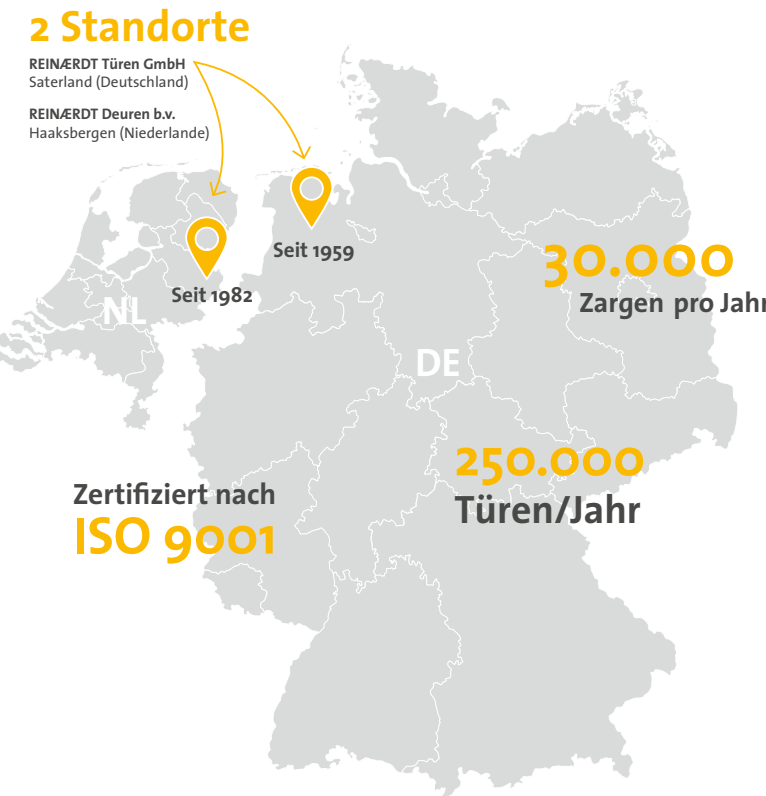 2 Standorte
REINÆRDT Türen GmbH
Saterland (Deutschland)
REINÆRDT Deuren b.v.
Haaksbergen (Niederlande)
Seit 1959
Seit 1982
30.000
Zargen pro Jahr
NL
DE
250.000
Türen/Jahr
Zertifiziert nach
ISO 9001